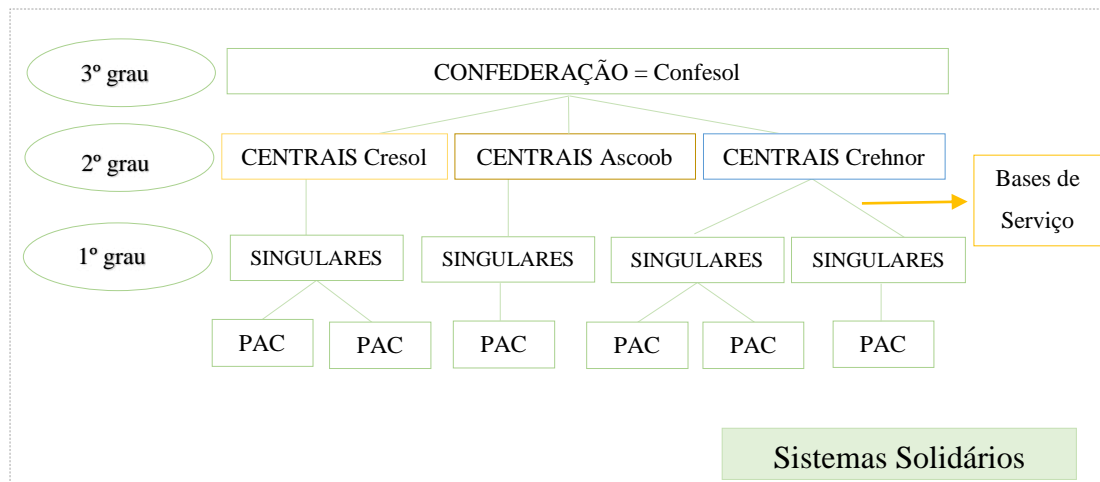 3º grau
CONFEDERAÇÃO = Confesol
2º grau
CENTRAIS Cresol
CENTRAIS Ascoob
CENTRAIS Crehnor
Bases de
Serviço
1º grau
SINGULARES
SINGULARES
SINGULARES
SINGULARES
PAC
PAC
PAC
PAC
PAC
PAC
Sistemas Solidários